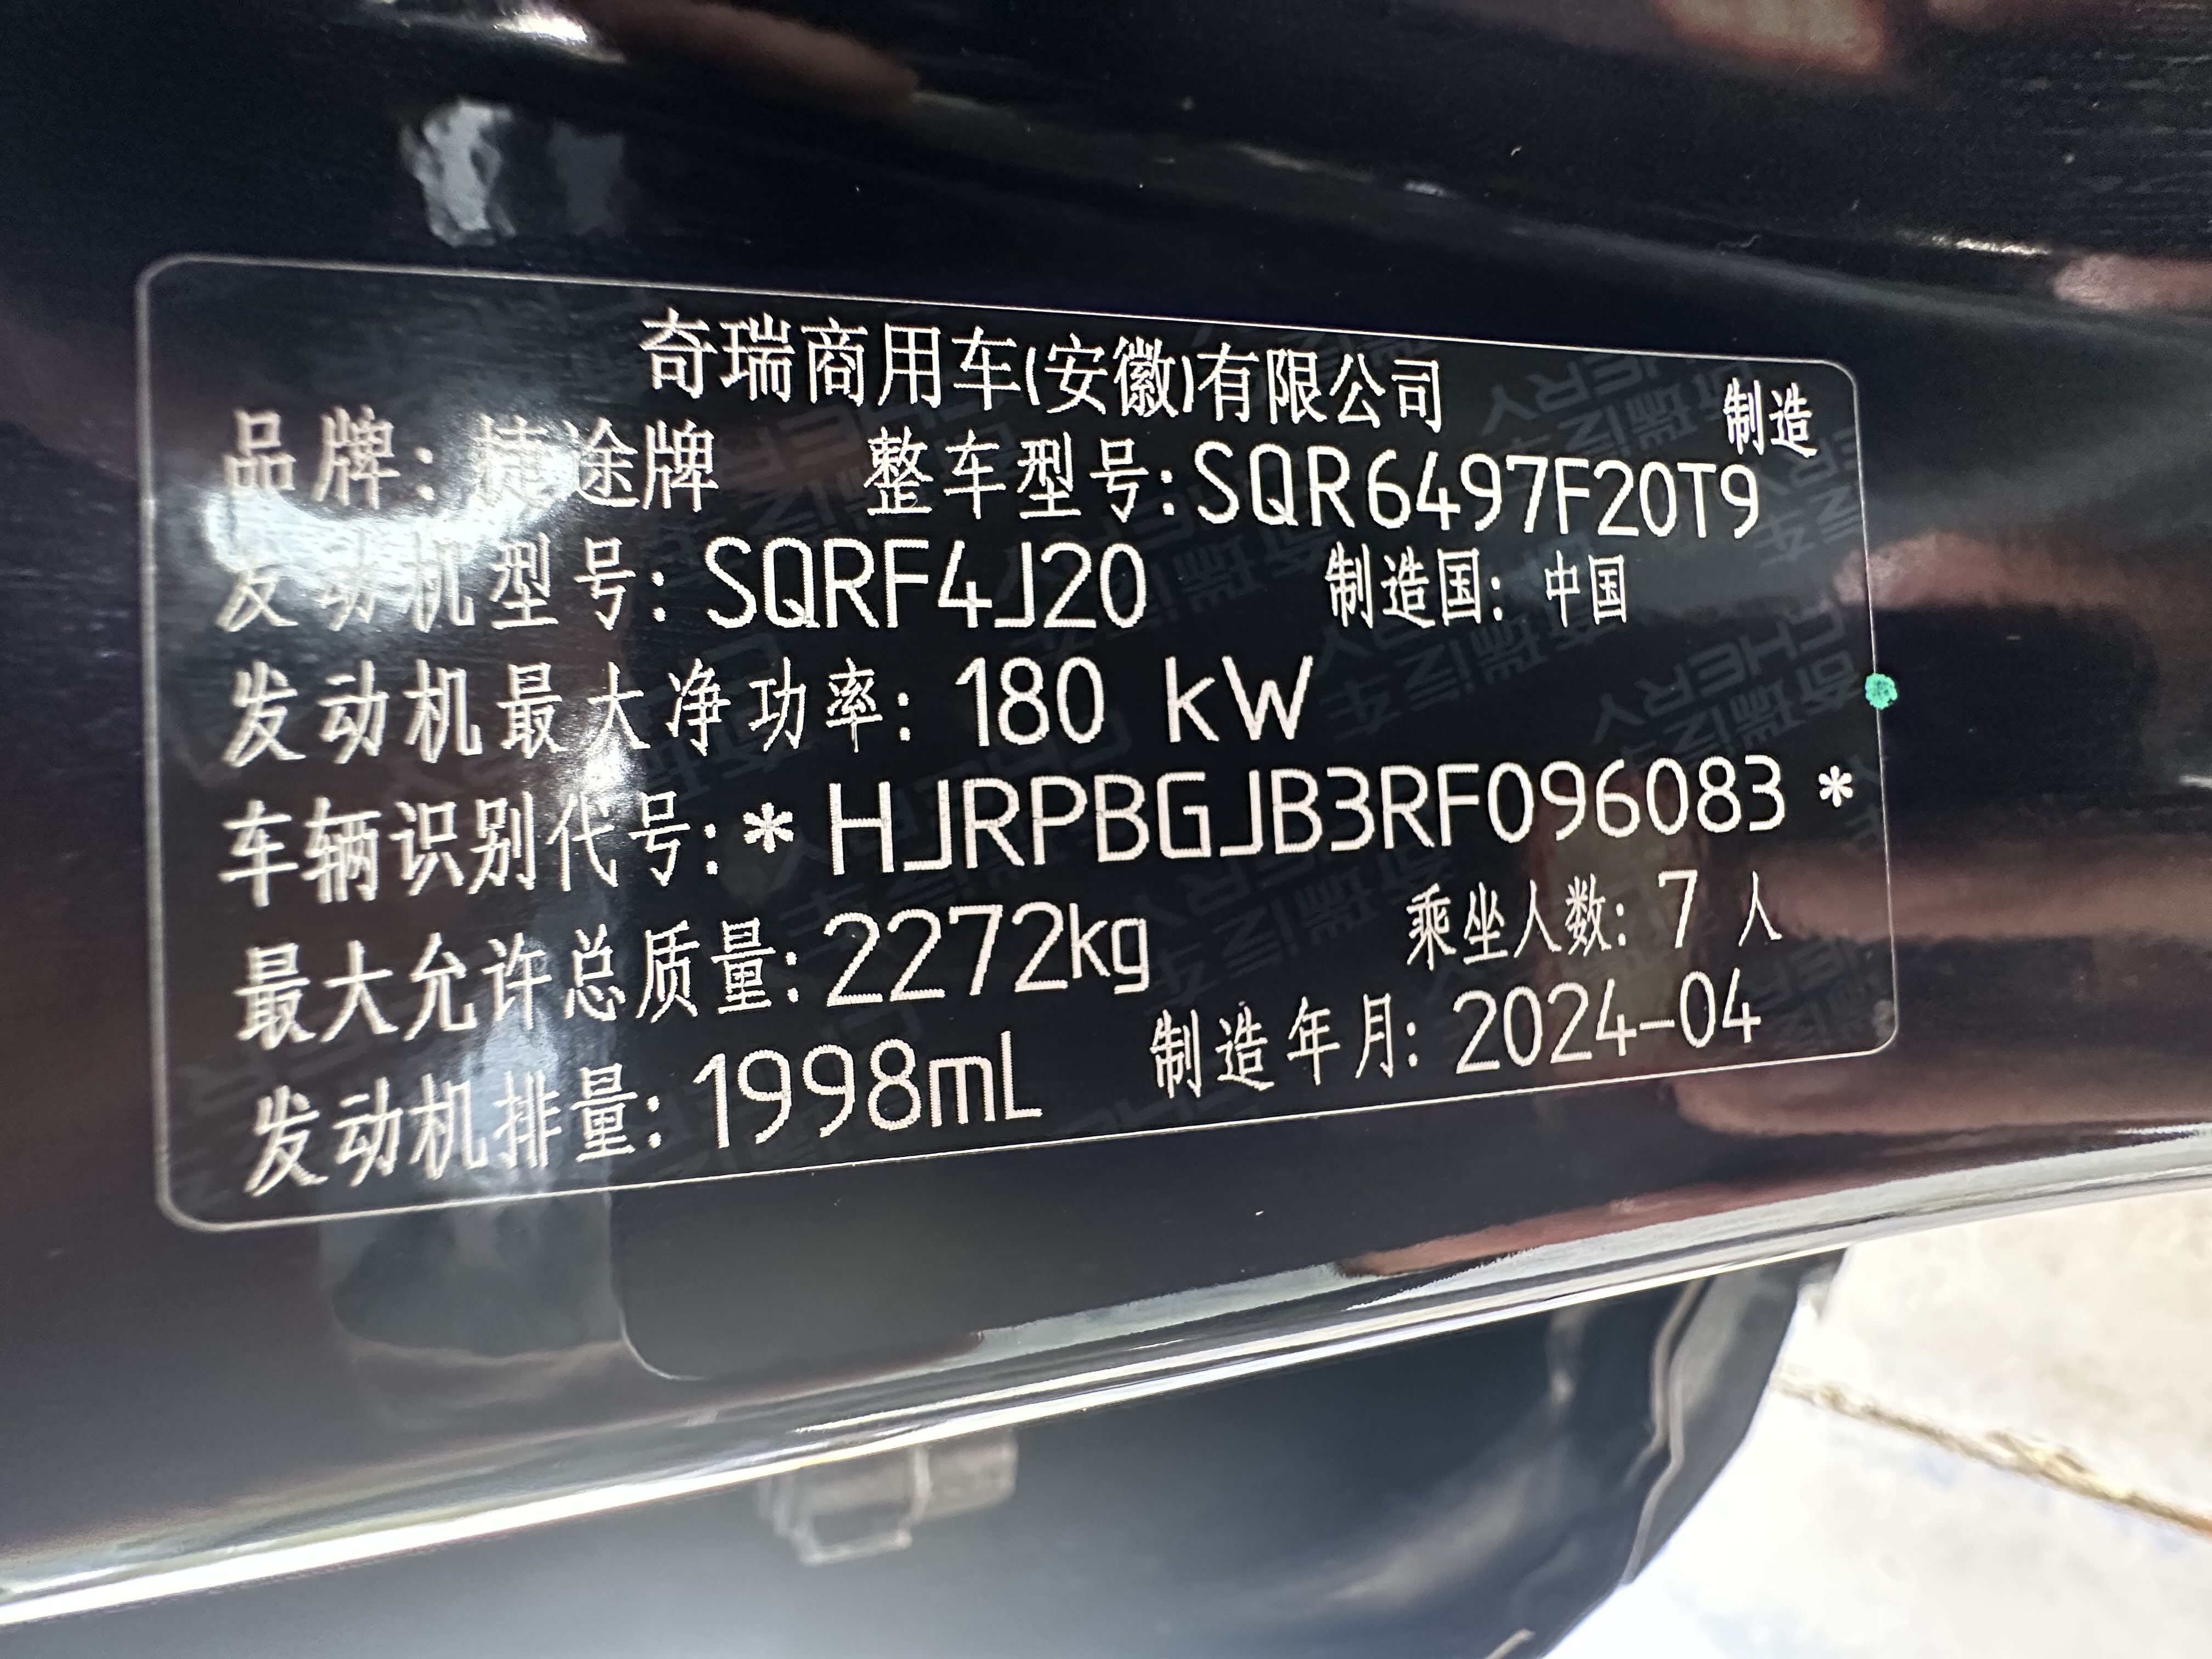 奇瑞商用车(安徽)有限公司 制造
品牌: 捷途牌 整车型号:SQR6497F20T9
发动机型号: SQRF4J20 制造国: 中国
发动机最大净功率: 180 kW
车辆识别代号:* HJRPBGJB3RF096083 *
最大允许总质量: 2272kg 乘坐人数: 7 人
发动机排量: 1998mL 制造年月: 2024-04